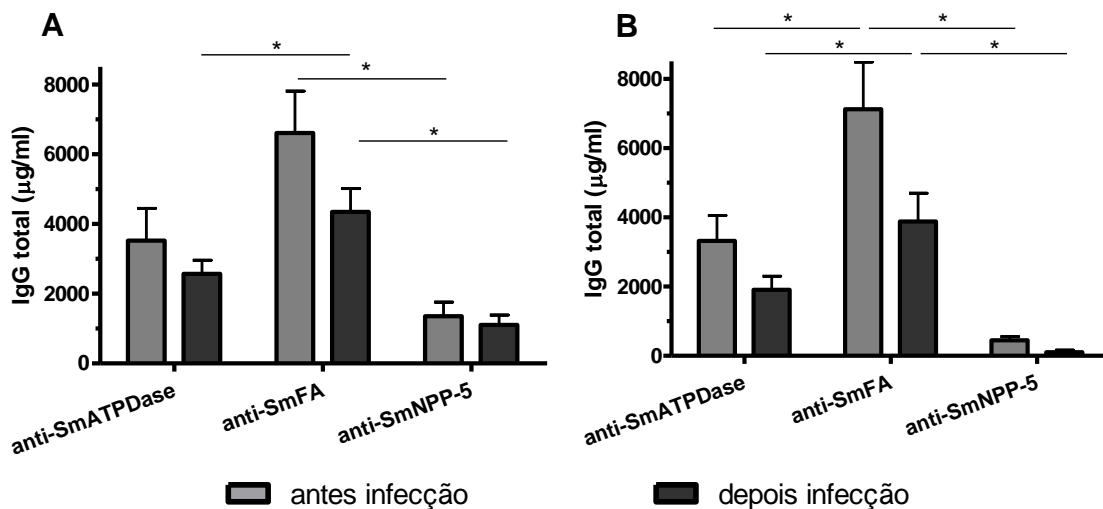 A
*
*
*
IgG total (µg/ml)
8000
6000
4000
2000
0
anti-SmATPDase
anti-SmFA
anti-SmNPP-5
B
*
*
*
*
IgG total (µg/ml)
8000
6000
4000
2000
0
anti-SmATPDase
anti-SmFA
anti-SmNPP-5
antes infecção
depois infecção